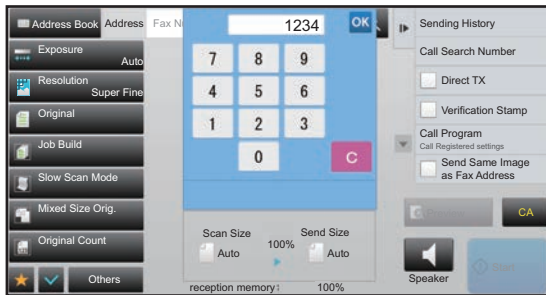 Address Book Address Fax N
1234 OK
Sending History
Exposure
Auto
7 8 9
Call Search Number
Resolution
Super Fine
4 5 6
Direct TX
Original
1 2 3
Verification Stamp
Job Build
0 C
Call Program
Call Registered settings
Slow Scan Mode
Send Same Image
as Fax Address
Mixed Size Orig.
CA
Original Count
Scan Size
Auto
100%
Send Size
Auto
Others
Speaker
Start
reception memory: 100%